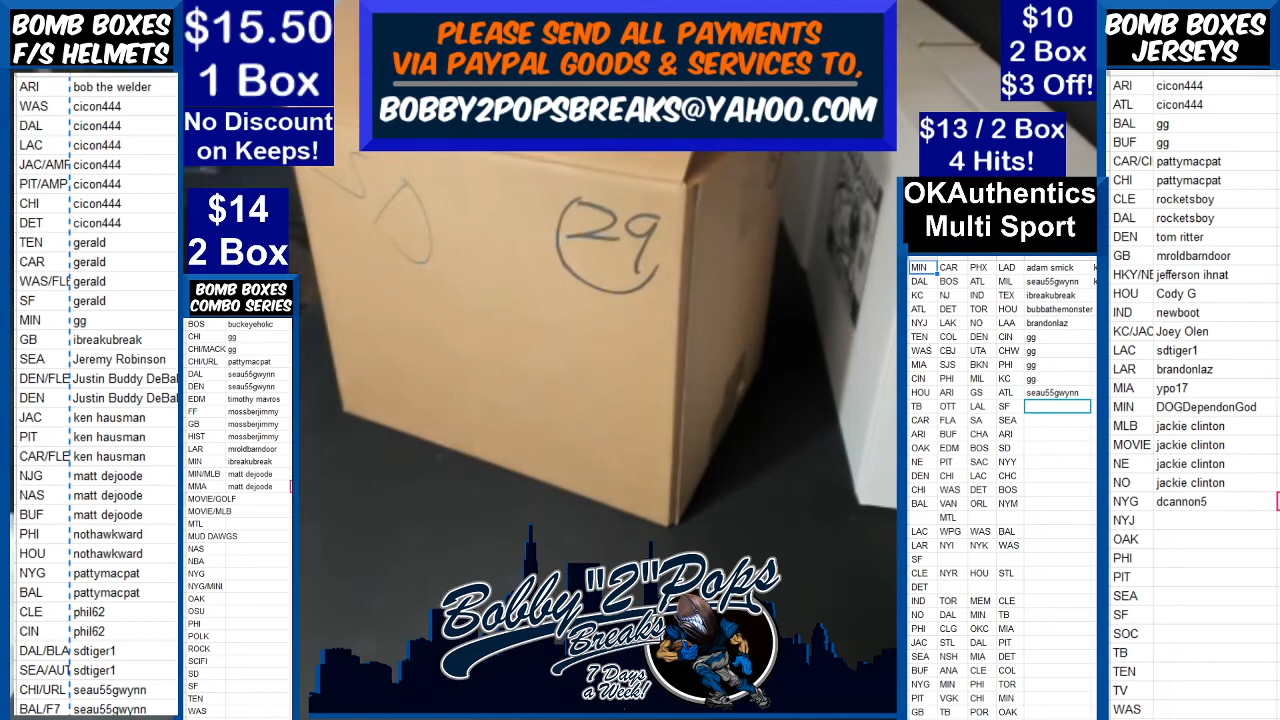 BOMB BOXES
F/S HELMETS
ARI bob the welder
WAS cicon444
DAL cicon444
LAC cicon444
JAC/AMP cicon444
PIT/AMP cicon444
CHI cicon444
DET cicon444
TEN gerald
CAR gerald
WAS/FLE gerald
SF gerald
MIN gg
GB ibreakubreak
SEA Jeremy Robinson
DEN/FLE Justin Buddy DeBal
DEN Justin Buddy DeBal
JAC ken hausman
PIT ken hausman
CAR/FLE ken hausman
NJG matt dejoode
NAS matt dejoode
BUF matt dejoode
PHI nothawkward
HOU nothawkward
NYG pattymacpat
BAL pattymacpat
CLE phil62
CIN phil62
DAL/BLA sdtiger1
SEA/AUT sdtiger1
CHI/URL seau55gwynn
BAL/F7 seau55gwynn
$15.50
1 Box
No Discount
on Keeps!
$14
2 Box
BOMB BOXES
COMBO SERIES
BOS buckeyeholic
CHI gg
CHI/MACK gg
CHI/URL pattymacpat
DAL seau55gwynn
DEN seau55gwynn
EDM timothy mavros
FF mossberjimmy
GB mossberjimmy
HIST mossberjimmy
LAR mroldbarndoor
MIN ibreakubreak
MIN/MLB matt dejoode
MMA matt dejoode
MOVIE/GOLF
MOVIE/MLB
MTL
MUD DAWGS
NAS
NBA
NYG
NYG/MINI
OAK
OSU
PHI
POLK
ROCK
SCIFI
SD
SF
TEN
WAS
PLEASE SEND ALL PAYMENTS
VIA PAYPAL GOODS & SERVICES TO,
BOBBY2POPSBREAKS@YAHOO.COM
29
Bobby "2" Pops
Breaks
7 Days
a Week!
$10
2 Box
$3 Off!
$13 / 2 Box
4 Hits!
OKAuthentics
Multi Sport
MIN CAR PHX LAD adam smick
DAL BOS ATL MIL seau55gwynn
KC NJ IND TEX ibreakubreak
ATL DET TOR HOU bubbathemonster
NYJ LAK NO LAA brandonlaz
TEN COL DEN CIN gg
WAS CBJ UTA CHW gg
MIA SJS BKN PHI gg
CIN PHI MIL KC gg
HOU ARI GS ATL seau55gwynn
TB OTT LAL SF
CAR FLA SA SEA
ARI BUF CHA ARI
OAK EDM BOS SD
NE PIT SAC NYY
DEN CHI LAC CHC
CHI WAS DET BOS
BAL VAN ORL NYM
MTL
LAC WPG WAS BAL
LAR NYI NYK WAS
SF
CLE NYR HOU STL
DET
IND TOR MEM CLE
NO DAL MIN TB
PHI CLG OKC MIA
JAC STL DAL PIT
SEA NSH MIA DET
BUF ANA CLE COL
NYG MIN PHI TOR
PIT VGK CHI MIN
GB TB POR OAK
BOMB BOXES
JERSEYS
ARI cicon444
ATL cicon444
BAL gg
BUF gg
CAR/CI pattymacpat
CHI pattymacpat
CLE rocketsboy
DAL rocketsboy
DEN tom ritter
GB mroldbarndoor
HKY/NE jefferson ihnat
HOU Cody G
IND newboot
KC/JAC Joey Olen
LAC sdtiger1
LAR brandonlaz
MIA ypo17
MIN DOGDependonGod
MLB jackie clinton
MOVIE jackie clinton
NE jackie clinton
NO jackie clinton
NYG dcannon5
NYJ
OAK
PHI
PIT
SEA
SF
SOC
TB
TEN
TV
WAS